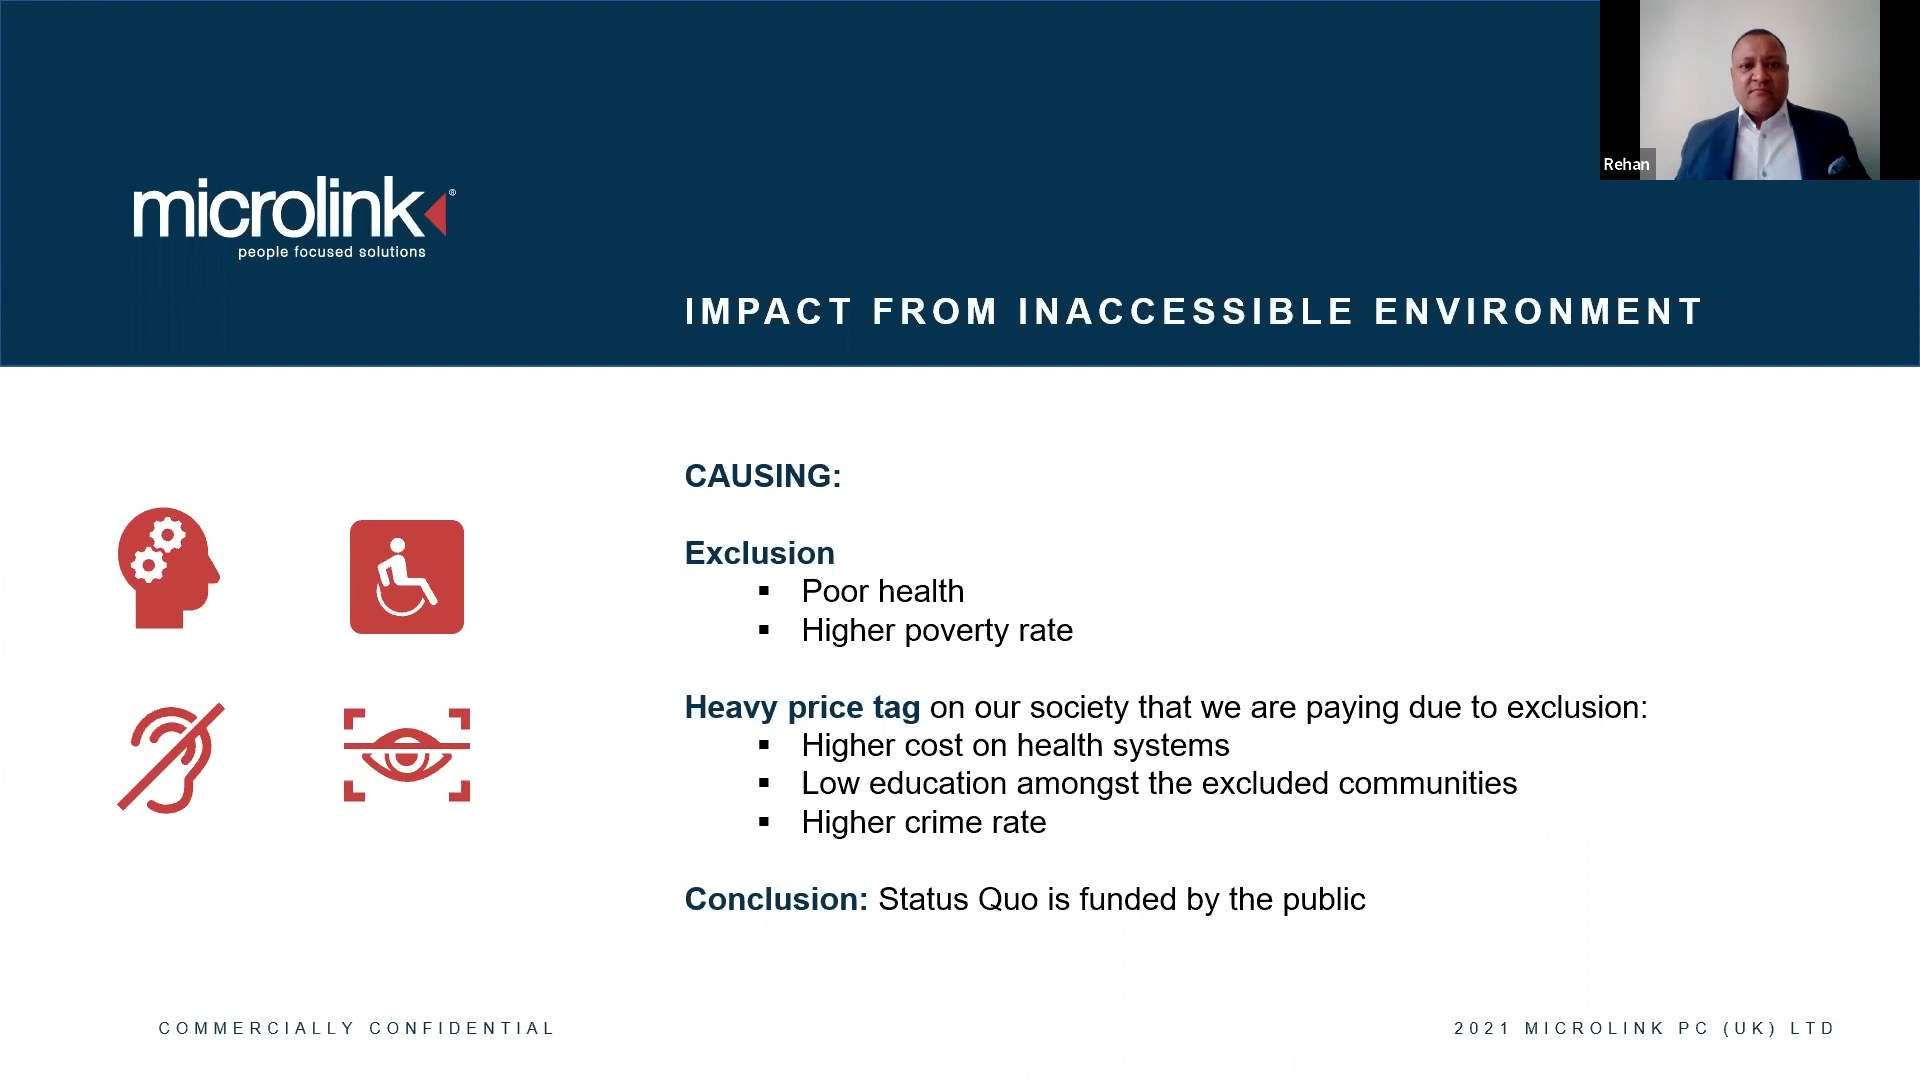 Rehan
microlink®
people focused solutions
IMPACT FROM INACCESSIBLE ENVIRONMENT
CAUSING:
Exclusion
▪ Poor health
▪ Higher poverty rate
Heavy price tag on our society that we are paying due to exclusion:
▪ Higher cost on health systems
▪ Low education amongst the excluded communities
▪ Higher crime rate
Conclusion: Status Quo is funded by the public
COMMERCIALLY CONFIDENTIAL
2021 MICROLINK PC (UK) LTD